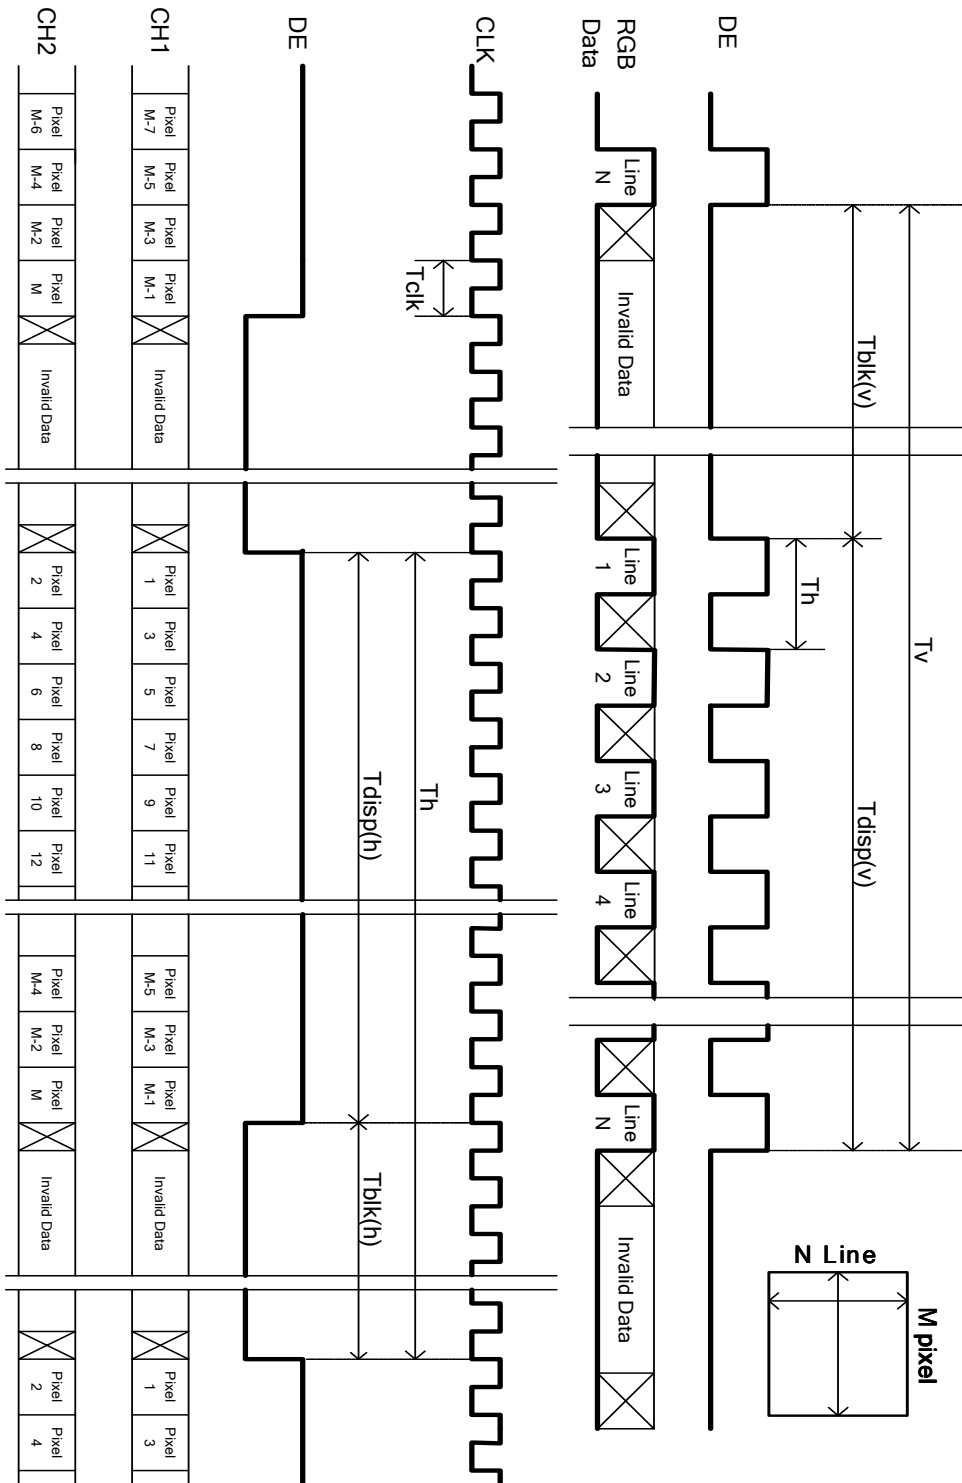 DE
RGB
Data
Line
N
Invalid Data
Line
1
Line
2
Line
3
Line
4
Line
N
Invalid Data
Tv
Tblk(v)
Tdisp(v)
Th
M pixel
N Line
CLK
Tclk
Th
Tdisp(h)
Tblk(h)
DE
CH1
Pixel
M-7
Pixel
M-5
Pixel
M-3
Pixel
M-1
Invalid Data
Pixel
1
Pixel
3
Pixel
5
Pixel
7
Pixel
9
Pixel
11
Pixel
M-5
Pixel
M-3
Pixel
M-1
Invalid Data
Pixel
1
Pixel
3
CH2
Pixel
M-6
Pixel
M-4
Pixel
M-2
Pixel
M
Invalid Data
Pixel
2
Pixel
4
Pixel
6
Pixel
8
Pixel
10
Pixel
12
Pixel
M-4
Pixel
M-2
Pixel
M
Invalid Data
Pixel
2
Pixel
4